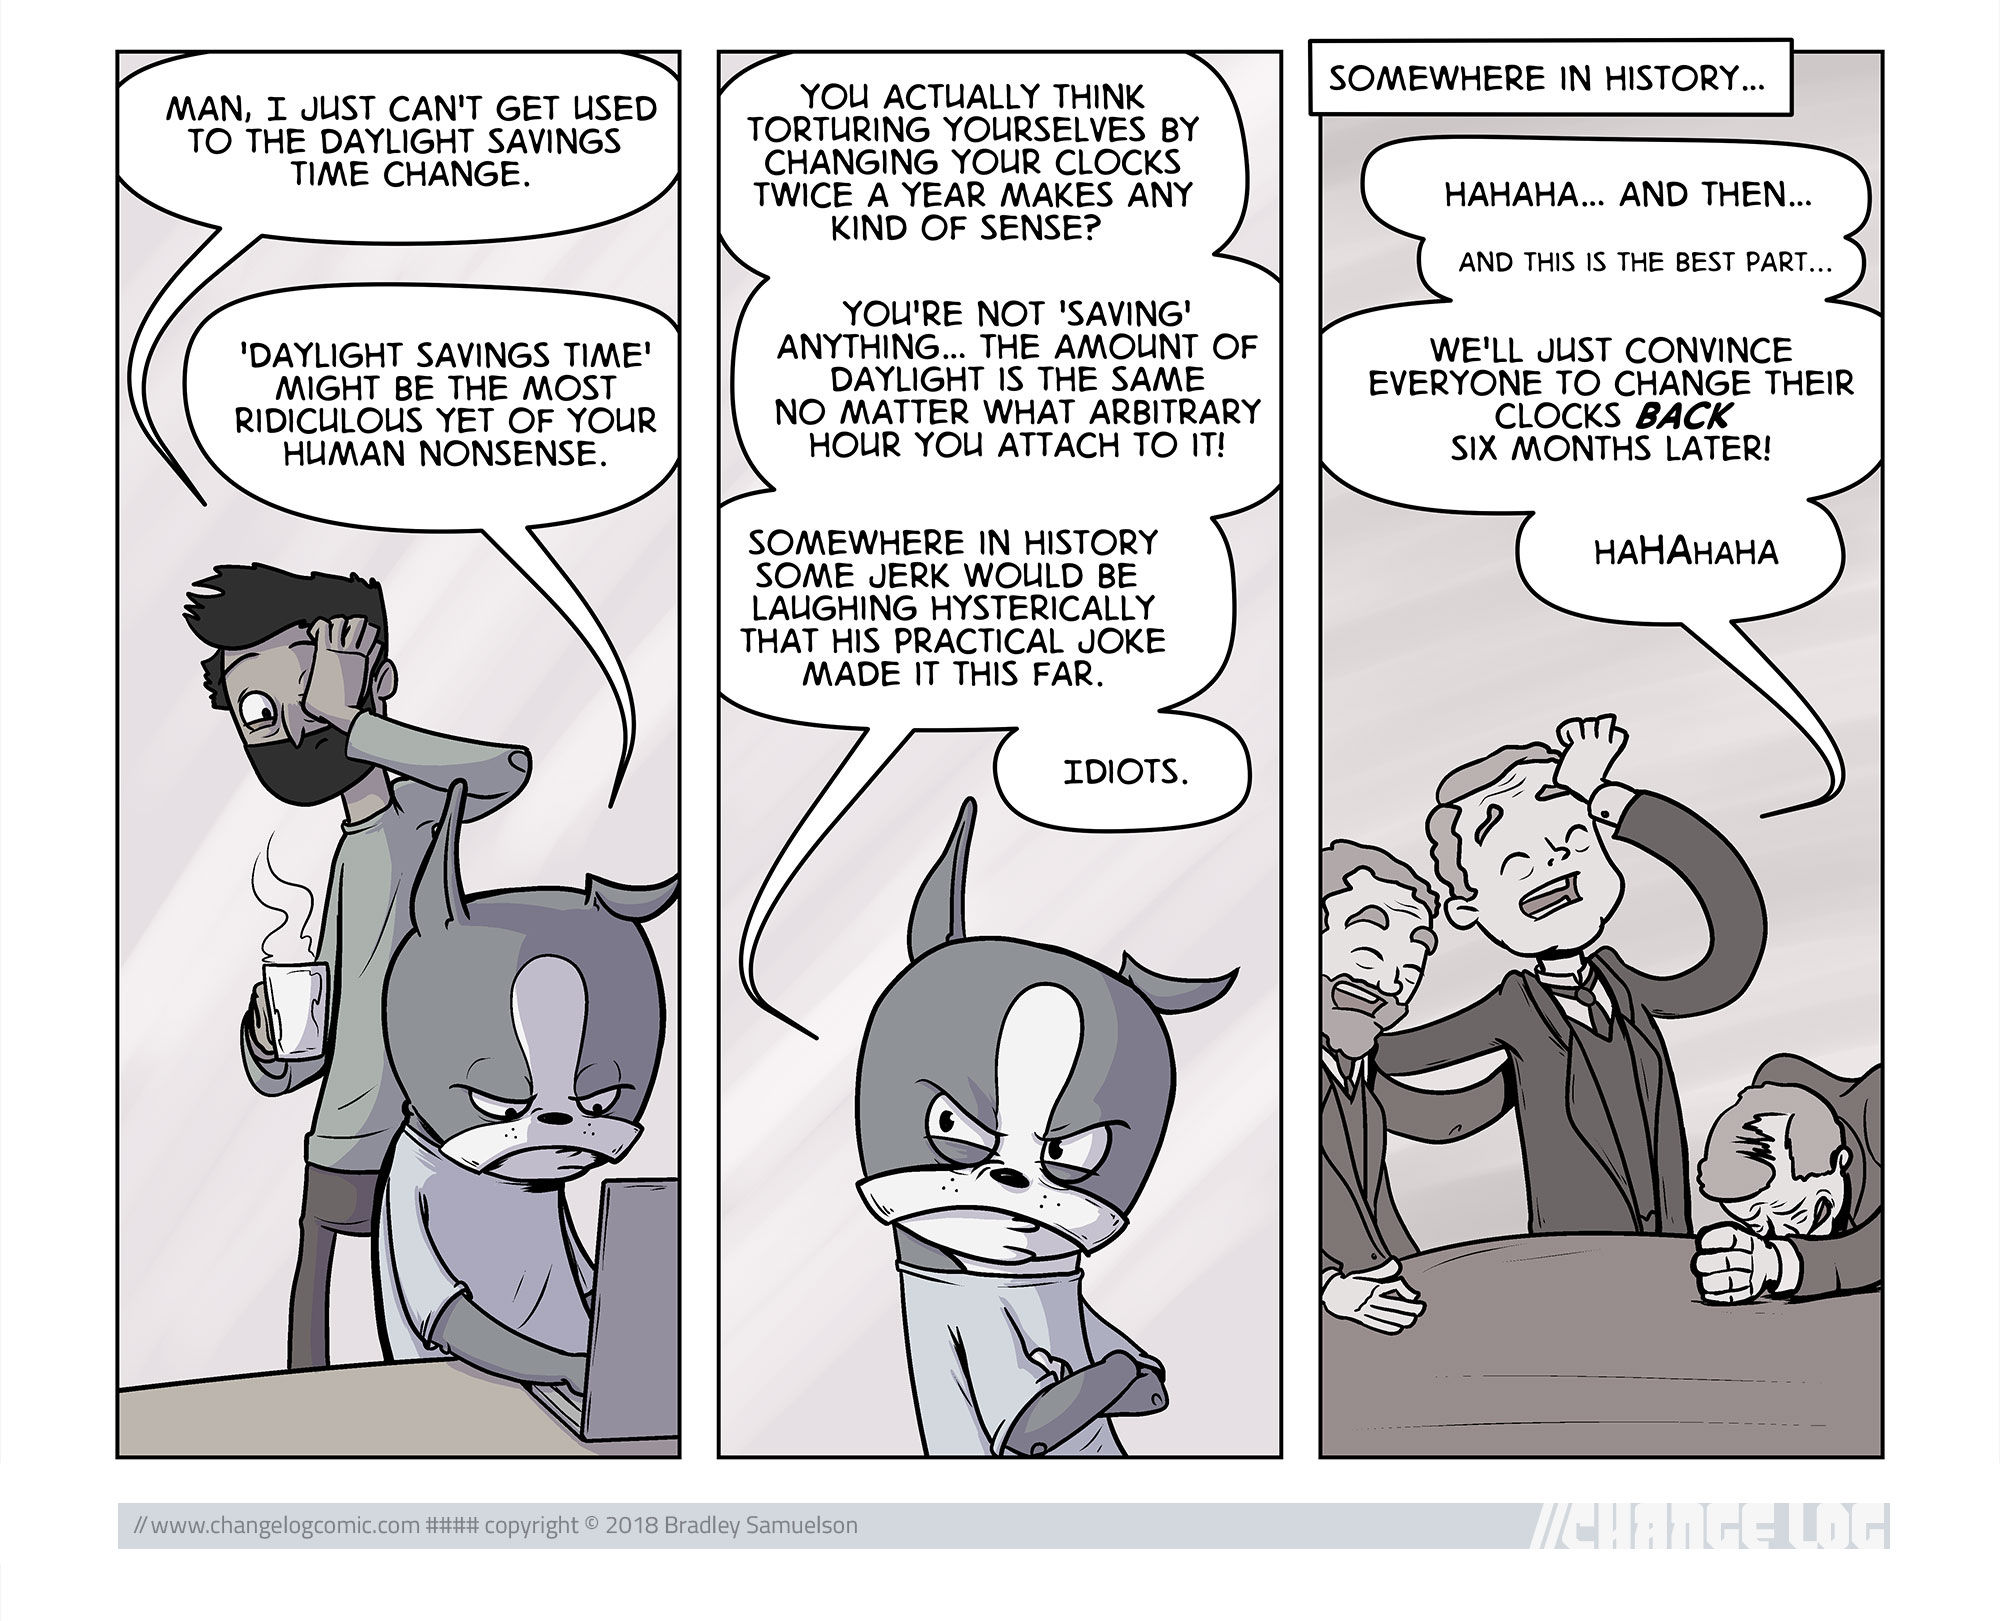 MAN, I JUST CAN'T GET USED
TO THE DAYLIGHT SAVINGS
TIME CHANGE.
'DAYLIGHT SAVINGS TIME'
MIGHT BE THE MOST
RIDICULOUS YET OF YOUR
HUMAN NONSENSE.
YOU ACTUALLY THINK
TORTURING YOURSELVES BY
CHANGING YOUR CLOCKS
TWICE A YEAR MAKES ANY
KIND OF SENSE?
YOU'RE NOT 'SAVING'
ANYTHING... THE AMOUNT OF
DAYLIGHT IS THE SAME
NO MATTER WHAT ARBITRARY
HOUR YOU ATTACH TO IT!
SOMEWHERE IN HISTORY
SOME JERK WOULD BE
LAUGHING HYSTERICALLY
THAT HIS PRACTICAL JOKE
MADE IT THIS FAR.
IDIOTS.
SOMEWHERE IN HISTORY...
HAHAHA... AND THEN...
AND THIS IS THE BEST PART...
WE'LL JUST CONVINCE
EVERYONE TO CHANGE THEIR
CLOCKS BACK
SIX MONTHS LATER!
HAHAHAHA
// www.changelogcomic.com #### copyright © 2018 Bradley Samuelson
//CHANGE LOG